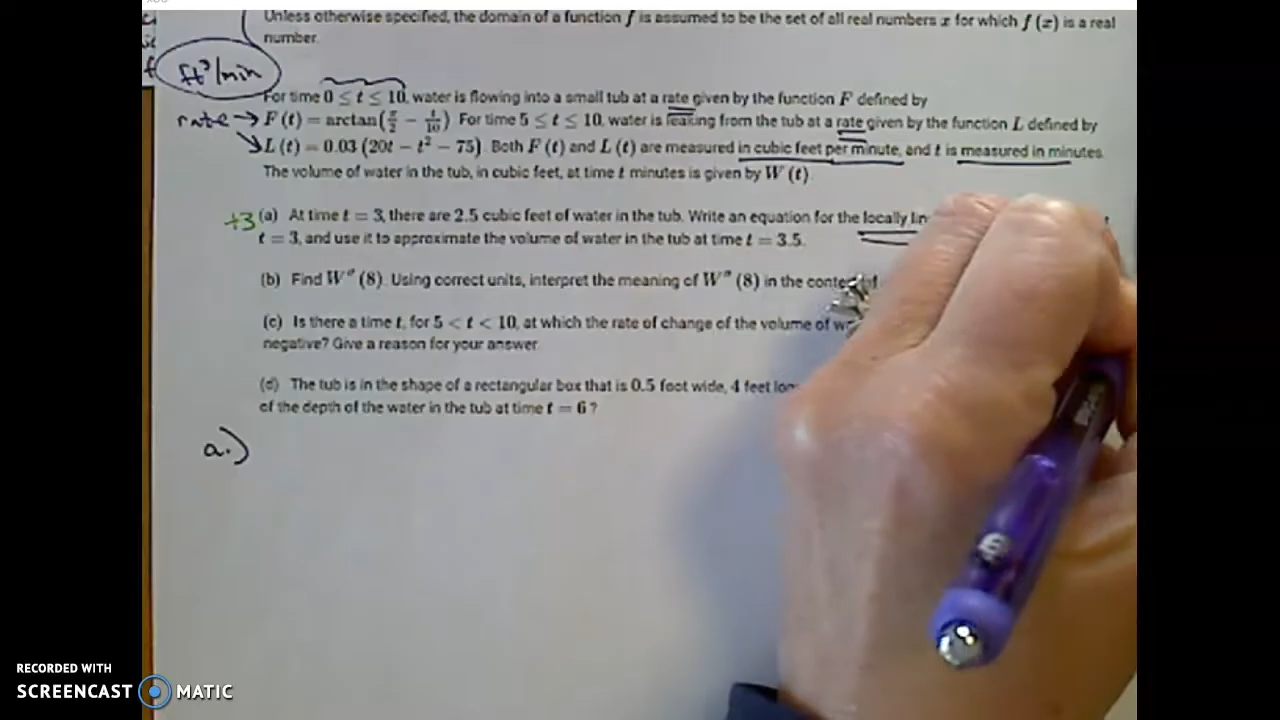 Unless otherwise specified, the domain of a function f is assumed to be the set of all real numbers x for which f (x) is a real
number.
ft³/min
For time 0 ≤ t ≤ 10, water is flowing into a small tub at a rate given by the function F defined by
rate → F (t) = arctan(π/2 − t/10) For time 5 ≤ t ≤ 10, water is leaking from the tub at a rate given by the function L defined by
L (t) = 0.03 (20t − t² − 75). Both F (t) and L (t) are measured in cubic feet per minute, and t is measured in minutes.
The volume of water in the tub, in cubic feet, at time t minutes is given by W (t)
+3 (a) At time t = 3, there are 2.5 cubic feet of water in the tub. Write an equation for the locally lin
t = 3, and use it to approximate the volume of water in the tub at time t = 3.5.
(b) Find W″ (8). Using correct units, interpret the meaning of W″ (8) in the context of
(c) Is there a time t, for 5 < t < 10, at which the rate of change of the volume of
negative? Give a reason for your answer.
(d) The tub is in the shape of a rectangular box that is 0.5 foot wide, 4 feet lon
of the depth of the water in the tub at time t = 6 ?
a.)
RECORDED WITH
SCREENCAST MATIC